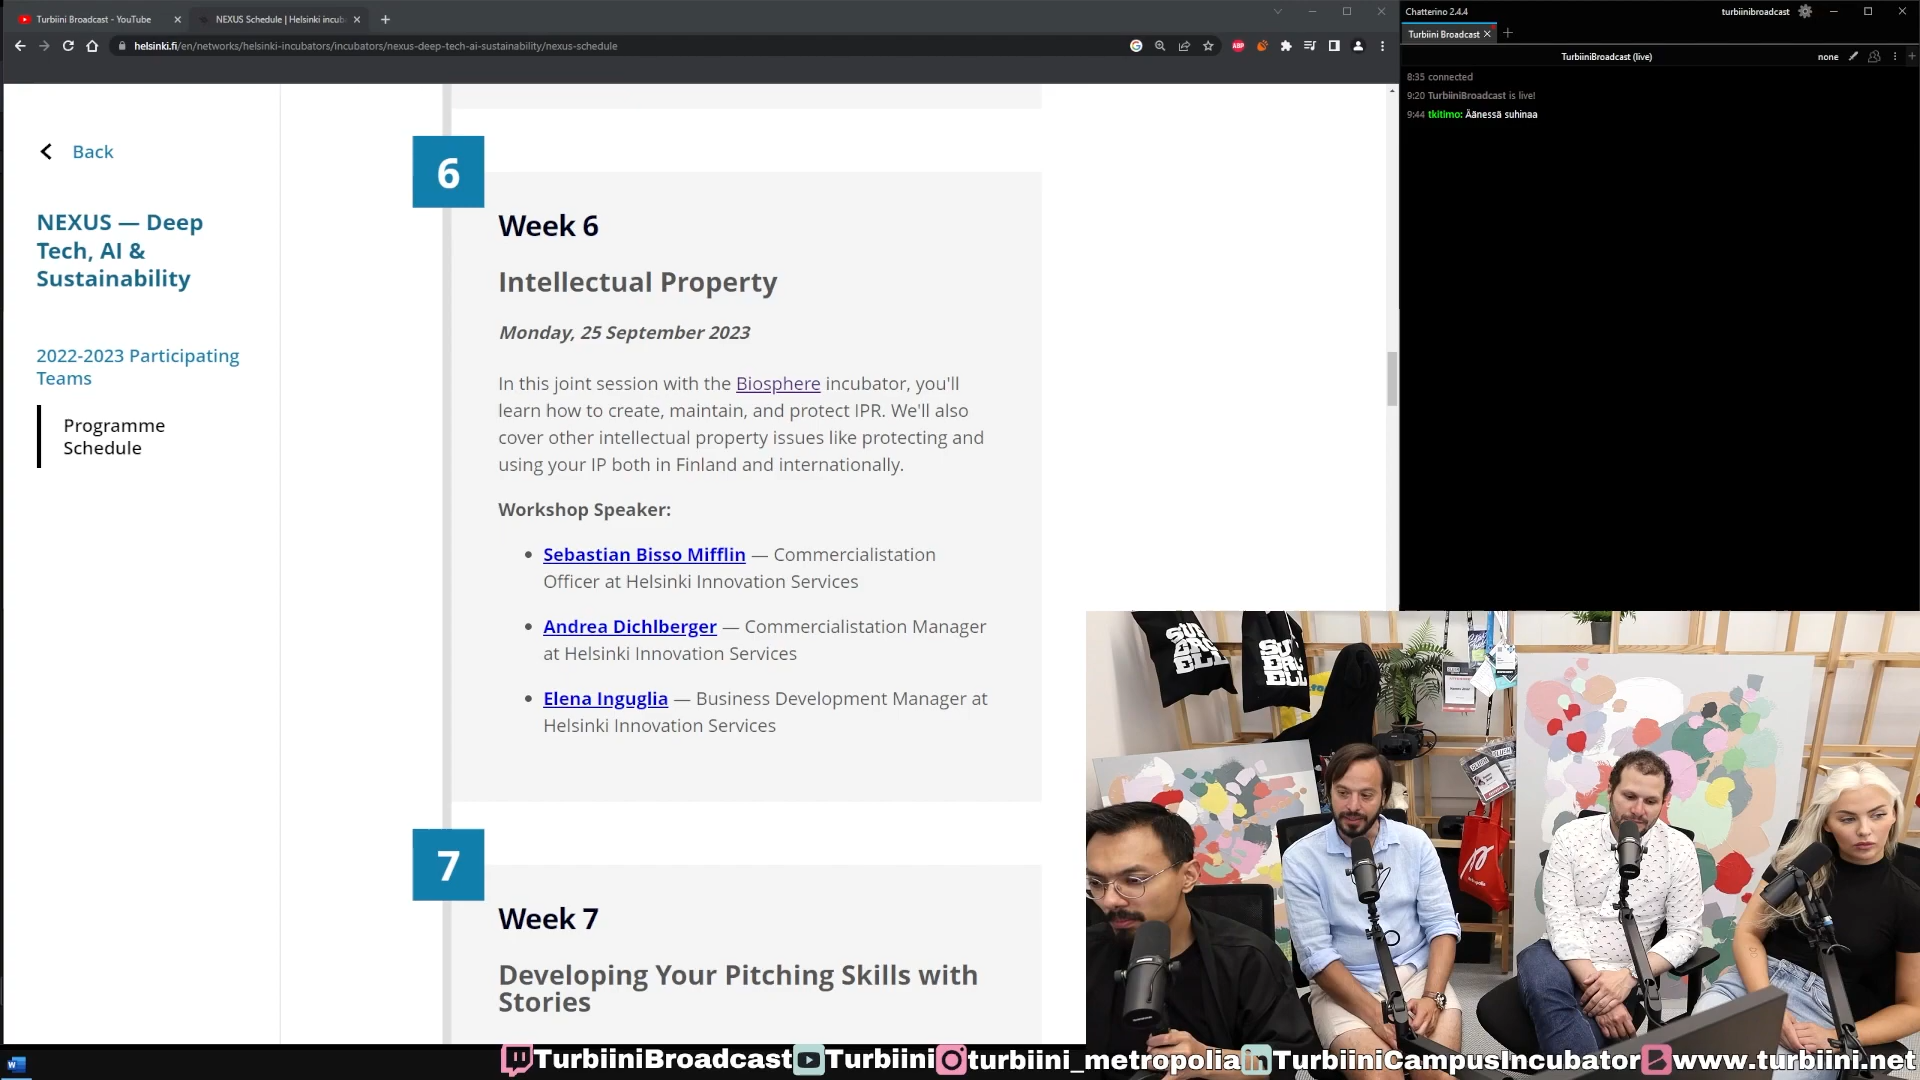 Turbiini Broadcast - YouTube
NEXUS Schedule | Helsinki incub
helsinki.fi/en/networks/helsinki-incubators/incubators/nexus-deep-tech-ai-sustainability/nexus-schedule
Back
NEXUS — Deep
Tech, AI &
Sustainability
2022-2023 Participating
Teams
Programme
Schedule
6
Week 6
Intellectual Property
Monday, 25 September 2023
In this joint session with the Biosphere incubator, you'll
learn how to create, maintain, and protect IPR. We'll also
cover other intellectual property issues like protecting and
using your IP both in Finland and internationally.
Workshop Speaker:
Sebastian Bisso Mifflin — Commercialistation
Officer at Helsinki Innovation Services
Andrea Dichlberger — Commercialistation Manager
at Helsinki Innovation Services
Elena Inguglia — Business Development Manager at
Helsinki Innovation Services
7
Week 7
Developing Your Pitching Skills with
Stories
Chatterino 2.4.4
turbiinibroadcast
Turbiini Broadcast
TurbiiniBroadcast (live)
none
8:35 connected
9:20 TurbiiniBroadcast is live!
9:44 tkitimo: Äänessä suhinaa
SUP
ERC
ELL
TurbiiniBroadcast
Turbiini
turbiini_metropolia
TurbiiniCampusIncubator
www.turbiini.net